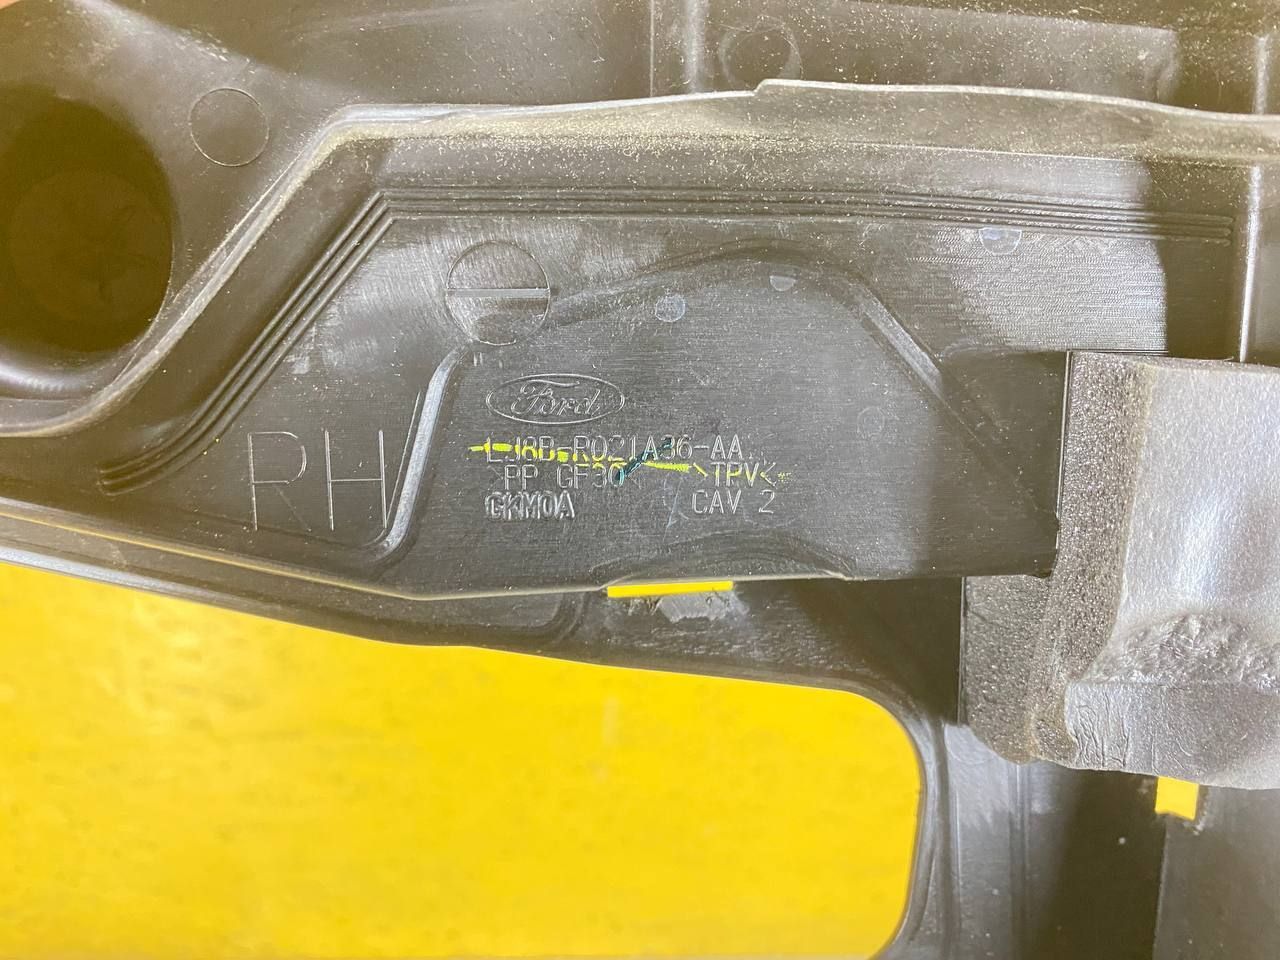 Ford
RH
LJ8B-R021A36-AA
>PP GF30 >TPV<
GKM0A CAV 2